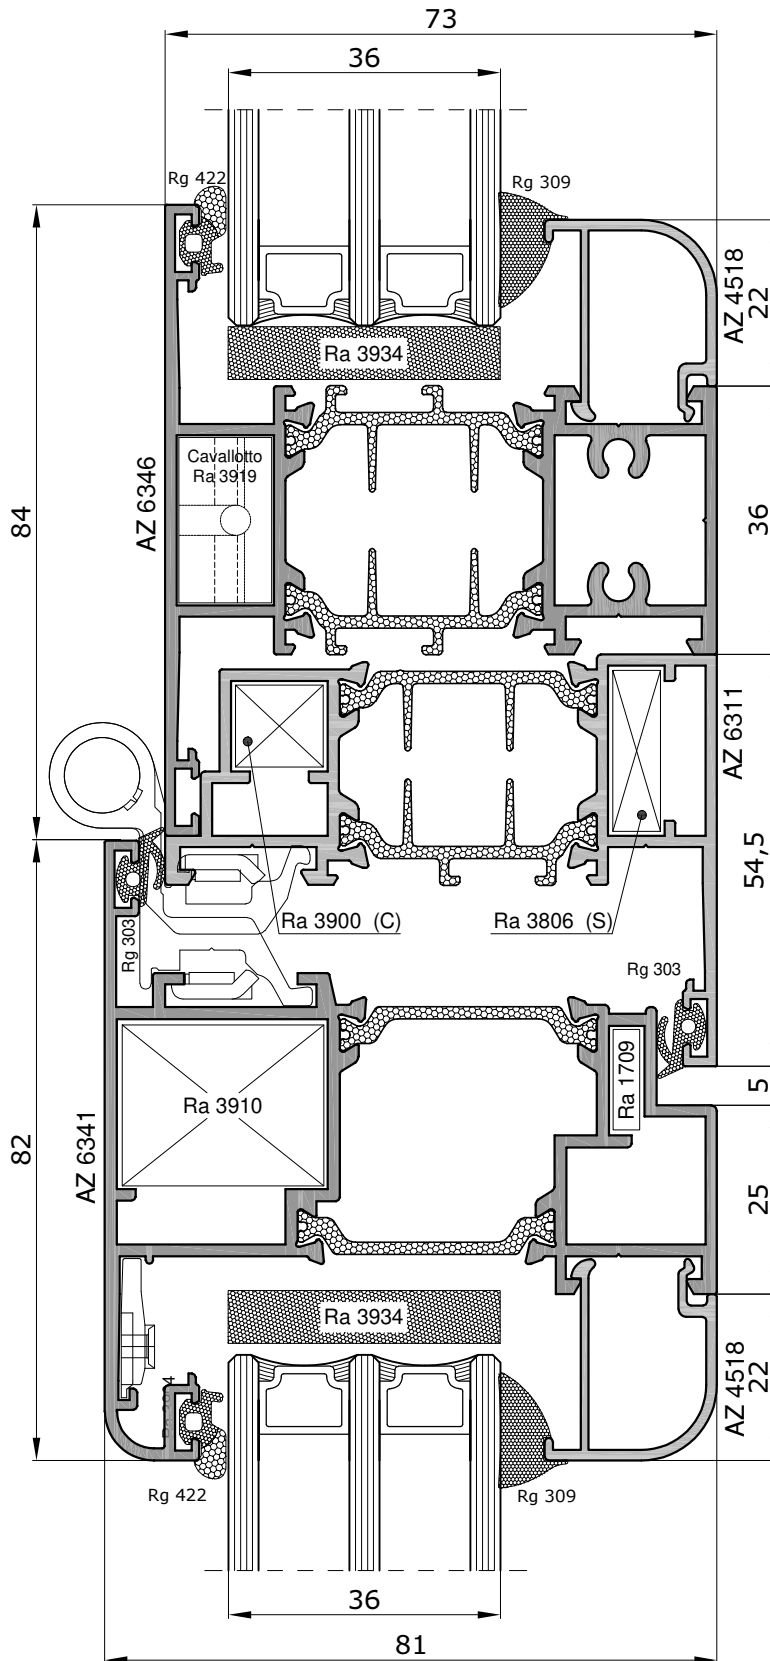 73
36
Rg 422
Rg 309
AZ 4518
22
Ra 3934
Cavallotto
Ra 3919
AZ 6346
84
36
AZ 6311
54,5
Ra 3900 (C)
Ra 3806 (S)
Rg 303
Rg 303
Ra 1709
5
Ra 3910
AZ 6341
82
25
Ra 3934
AZ 4518
22
Rg 422
Rg 309
36
81